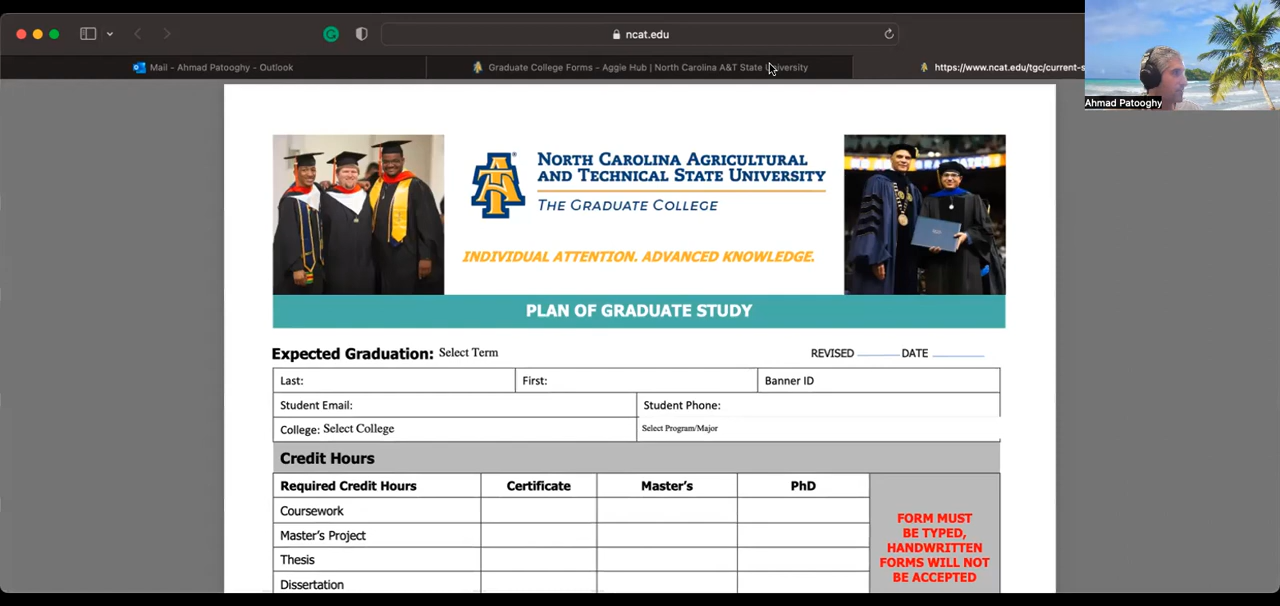 ncat.edu
Mail - Ahmad Patooghy - Outlook
Graduate College Forms - Aggie Hub | North Carolina A&T State University
https://www.ncat.edu/tgc/current-s
Ahmad Patooghy
NORTH CAROLINA AGRICULTURAL
AND TECHNICAL STATE UNIVERSITY
THE GRADUATE COLLEGE
INDIVIDUAL ATTENTION. ADVANCED KNOWLEDGE.
PLAN OF GRADUATE STUDY
Expected Graduation: Select Term
REVISED ______ DATE ______
Last: First: Banner ID
Student Email: Student Phone:
College: Select College Select Program/Major
Credit Hours
Required Credit Hours Certificate Master's PhD
Coursework
Master's Project
Thesis
Dissertation
FORM MUST
BE TYPED,
HANDWRITTEN
FORMS WILL NOT
BE ACCEPTED